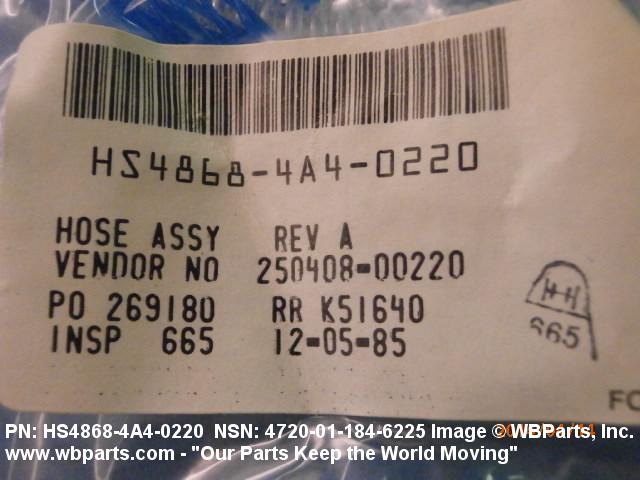 HS4868-4A4-0220
HOSE ASSY REV A
VENDOR NO 250408-00220
PO 269180 RR K51640
INSP 665 12-05-85
H-H
665
FO
PN: HS4868-4A4-0220 NSN: 4720-01-184-6225 Image © WBParts, Inc.
www.wbparts.com - "Our Parts Keep the World Moving"